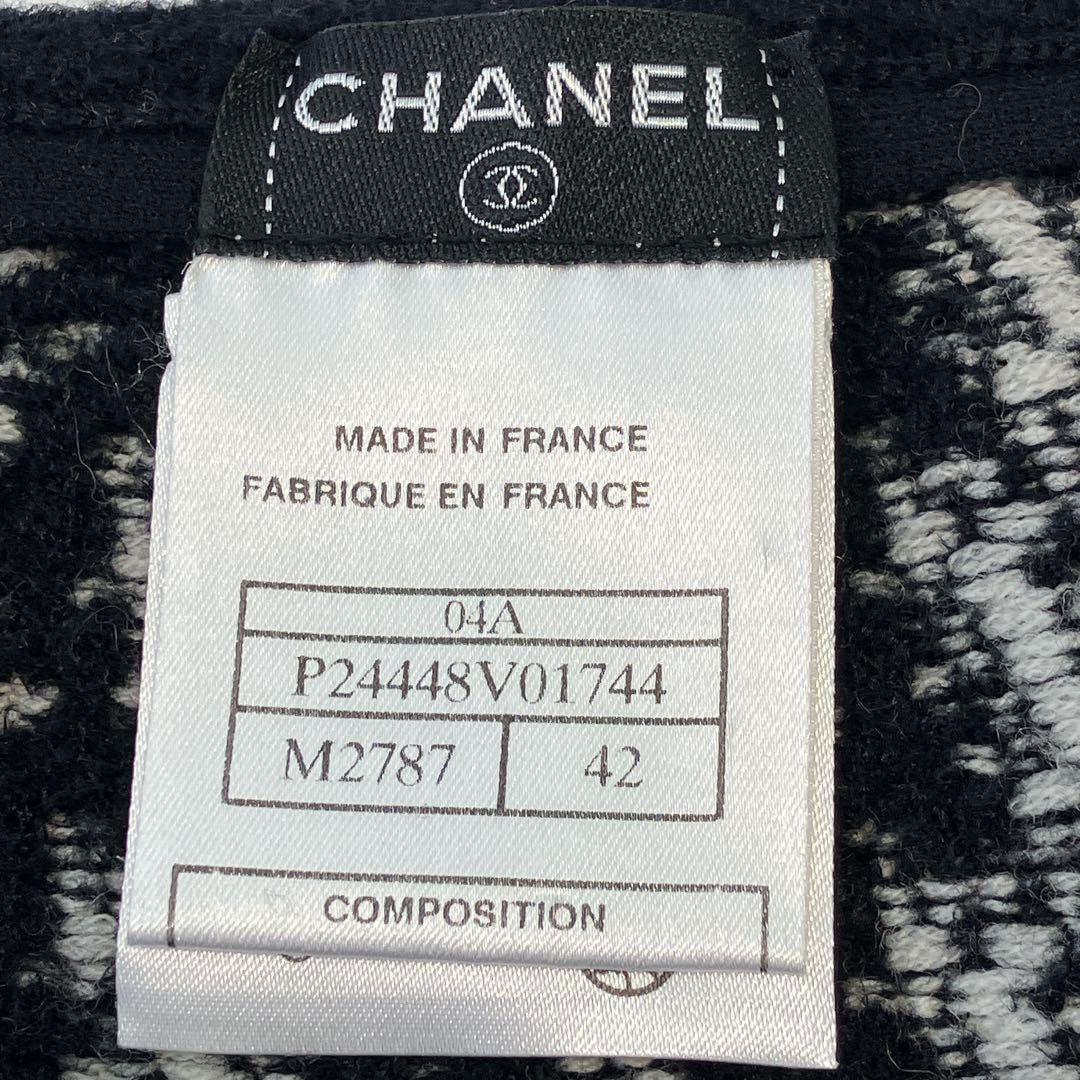 CHANEL
MADE IN FRANCE
FABRIQUE EN FRANCE
04A
P24448V01744
M2787 42
COMPOSITION